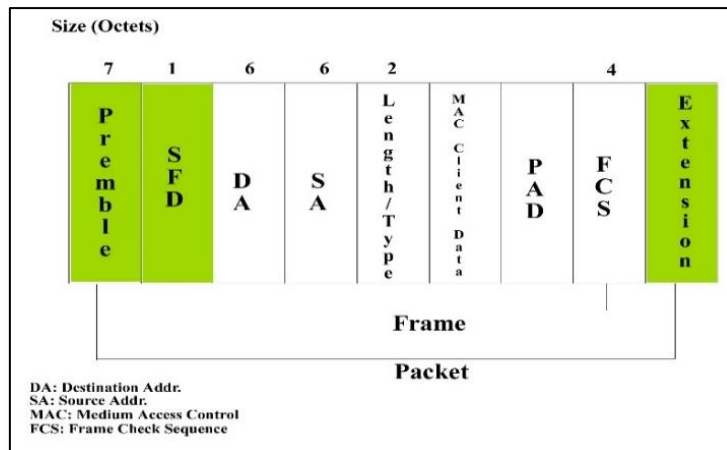 Size (Octets)
7 1 6 6 2 4
Premble
SFD
DA
SA
Length/Type
MAC Client Data
PAD
FCS
Extension
Frame
Packet
DA: Destination Addr.
SA: Source Addr.
MAC: Medium Access Control
FCS: Frame Check Sequence